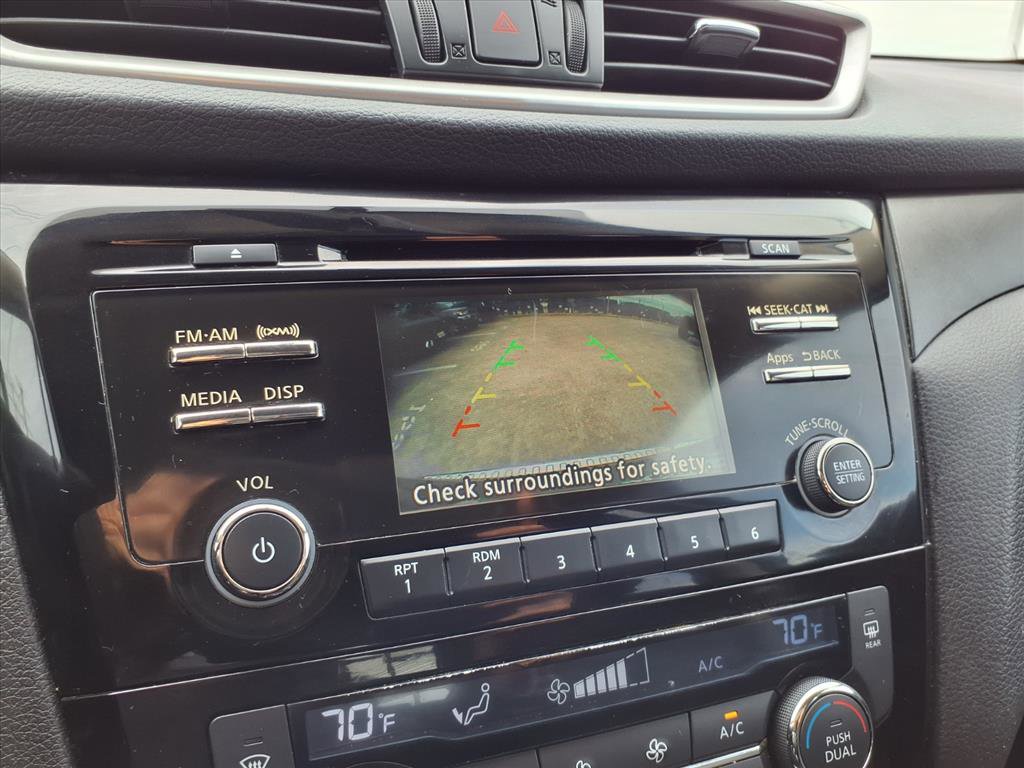 SCAN
FM·AM ((XM))
SEEK·CAT
MEDIA DISP
Apps BACK
TUNE·SCROLL
ENTER
SETTING
Check surroundings for safety.
VOL
RPT
1
RDM
2
3
4
5
6
70°F
A/C
70°F
REAR
A/C
PUSH
DUAL